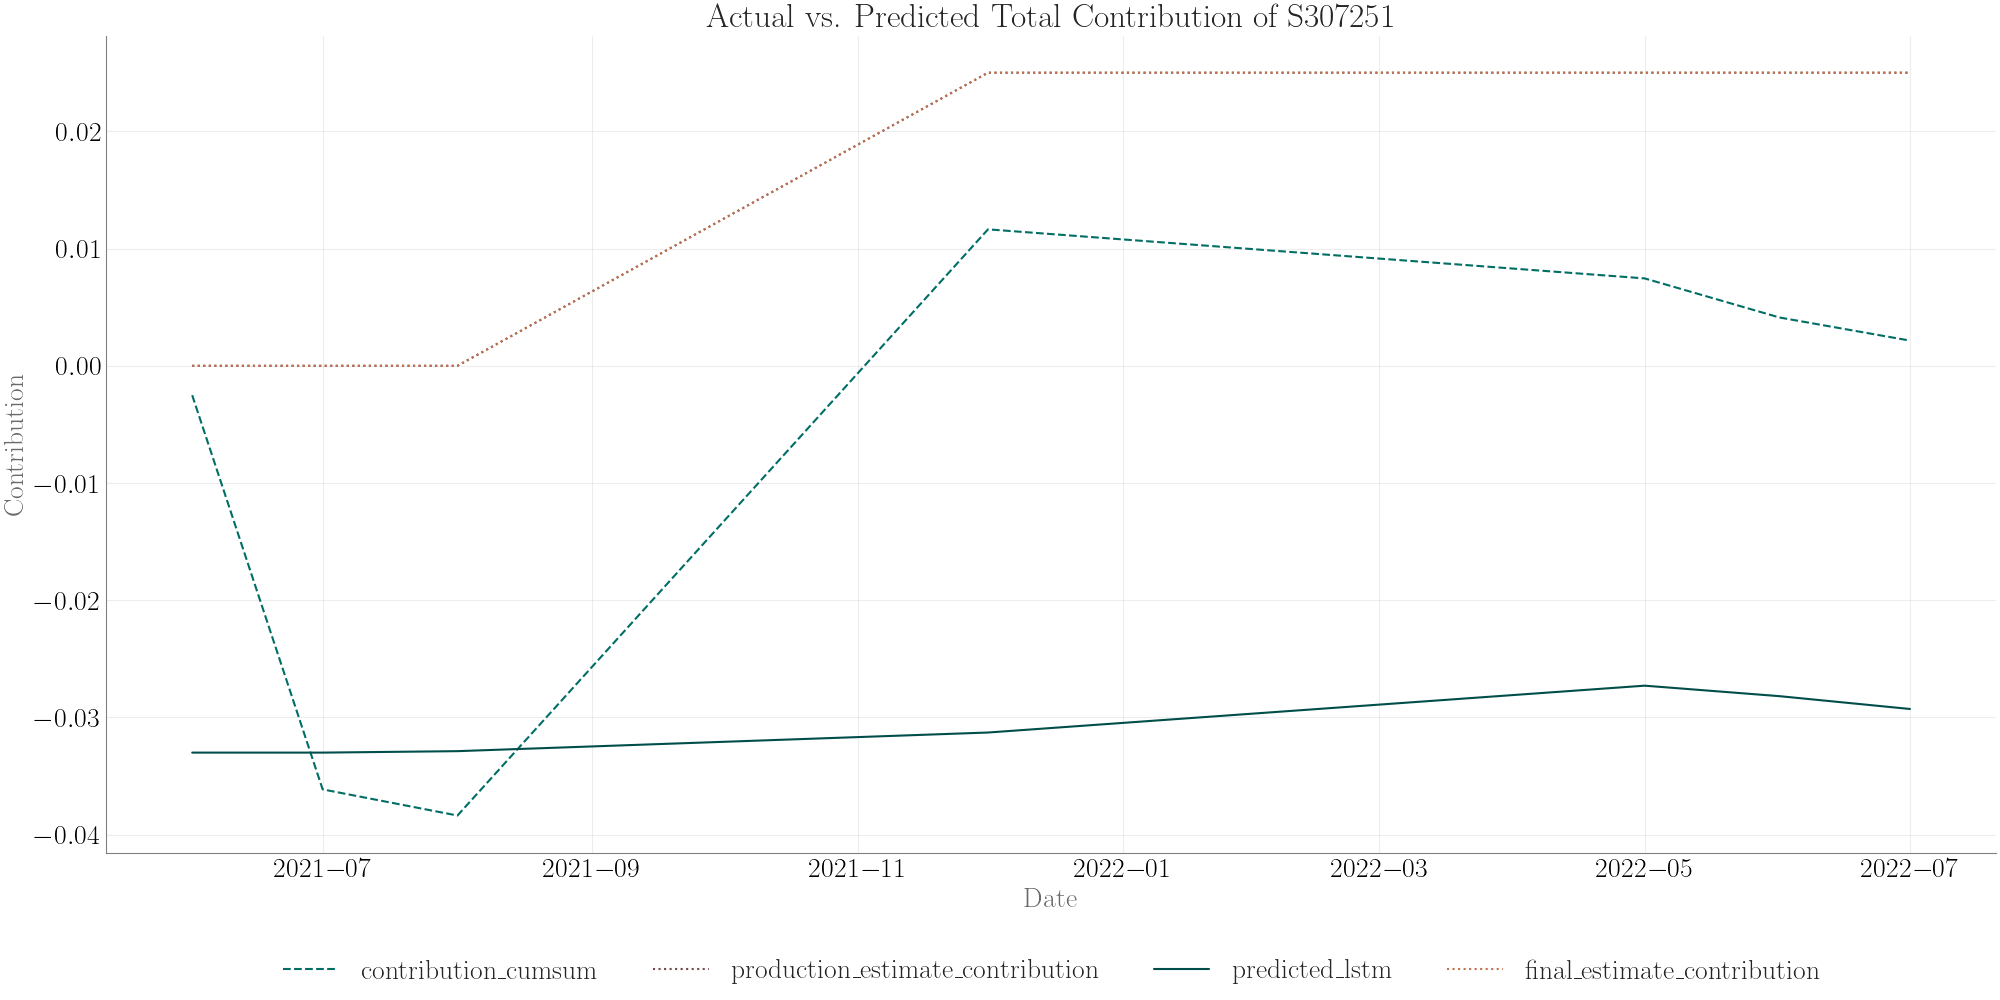 Actual vs. Predicted Total Contribution of S307251
Contribution
0.02
0.01
0.00
−0.01
−0.02
−0.03
−0.04
2021−07 2021−09 2021−11 2022−01 2022−03 2022−05 2022−07
Date
contribution_cumsum production_estimate_contribution predicted_lstm final_estimate_contribution